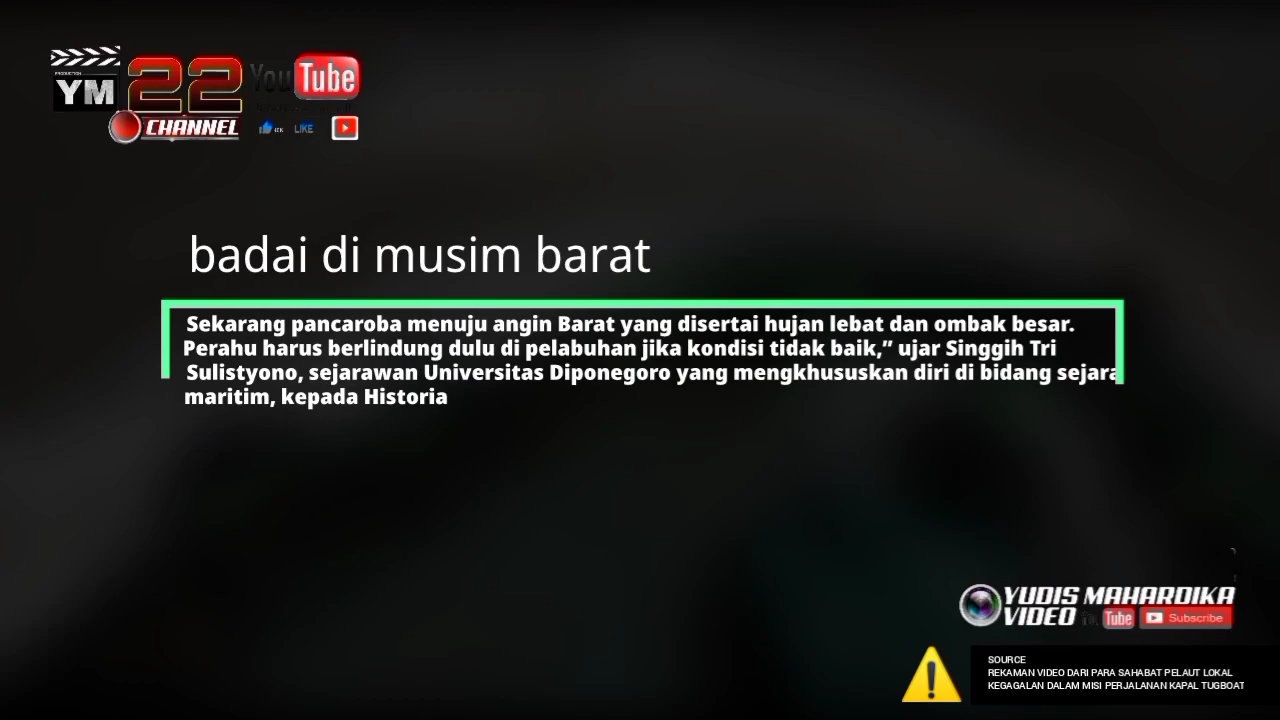 PRODUCTION
YM 22
CHANNEL
YouTube
LIKE
badai di musim barat
Sekarang pancaroba menuju angin Barat yang disertai hujan lebat dan ombak besar.
Perahu harus berlindung dulu di pelabuhan jika kondisi tidak baik,” ujar Singgih Tri
Sulistyono, sejarawan Universitas Diponegoro yang mengkhususkan diri di bidang sejara
maritim, kepada Historia
YUDIS MAHARDIKA
VIDEO You Tube Subscribe
SOURCE
REKAMAN VIDEO DARI PARA SAHABAT PELAUT LOKAL
KEGAGALAN DALAM MISI PERJALANAN KAPAL TUGBOAT